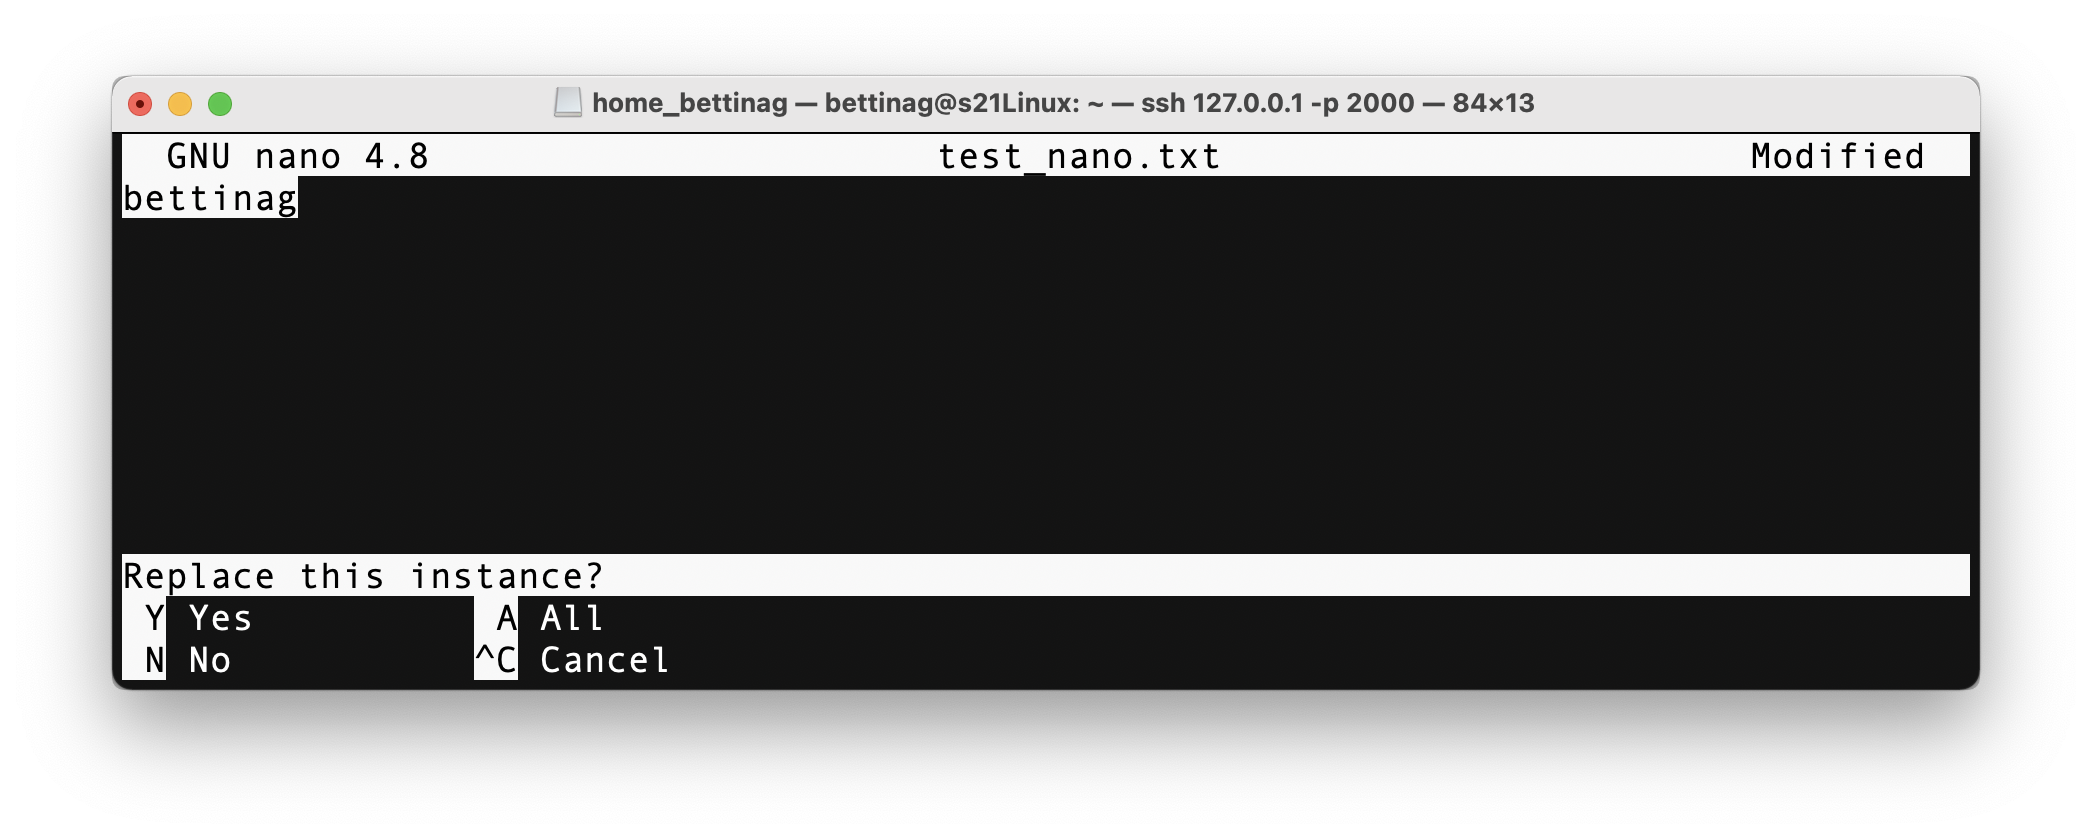 home_bettinag — bettinag@s21Linux: ~ — ssh 127.0.0.1 -p 2000 — 84×13
GNU nano 4.8 test_nano.txt Modified
bettinag
Replace this instance?
Y Yes A All
N No ^C Cancel